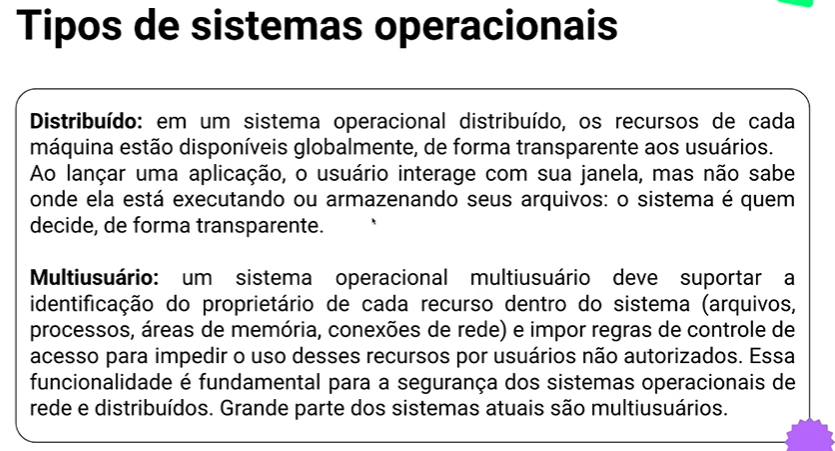 Tipos de sistemas operacionais
Distribuído: em um sistema operacional distribuído, os recursos de cada
máquina estão disponíveis globalmente, de forma transparente aos usuários.
Ao lançar uma aplicação, o usuário interage com sua janela, mas não sabe
onde ela está executando ou armazenando seus arquivos: o sistema é quem
decide, de forma transparente.
Multiusuário: um sistema operacional multiusuário deve suportar a
identificação do proprietário de cada recurso dentro do sistema (arquivos,
processos, áreas de memória, conexões de rede) e impor regras de controle de
acesso para impedir o uso desses recursos por usuários não autorizados. Essa
funcionalidade é fundamental para a segurança dos sistemas operacionais de
rede e distribuídos. Grande parte dos sistemas atuais são multiusuários.